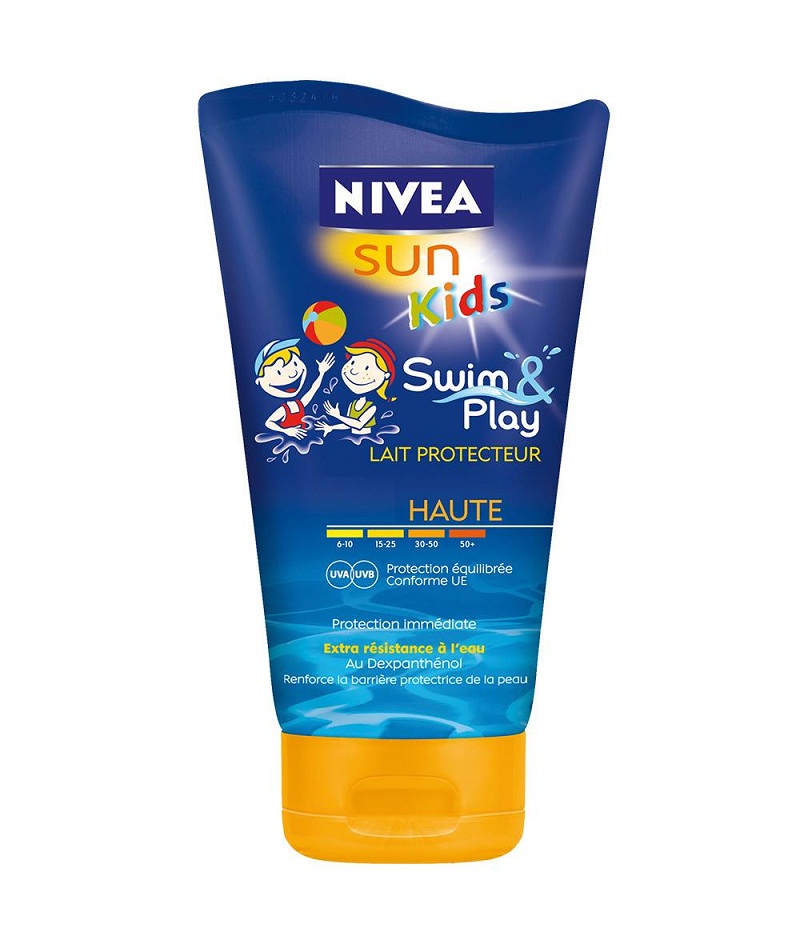 NIVEA
sun
Kids
Swim &
Play
LAIT PROTECTEUR
HAUTE
6-10 15-25 30-50 50+
UVA UVB Protection équilibrée
Conforme UE
Protection immédiate
Extra résistance à l'eau
Au Dexpanthénol
Renforce la barrière protectrice de la peau